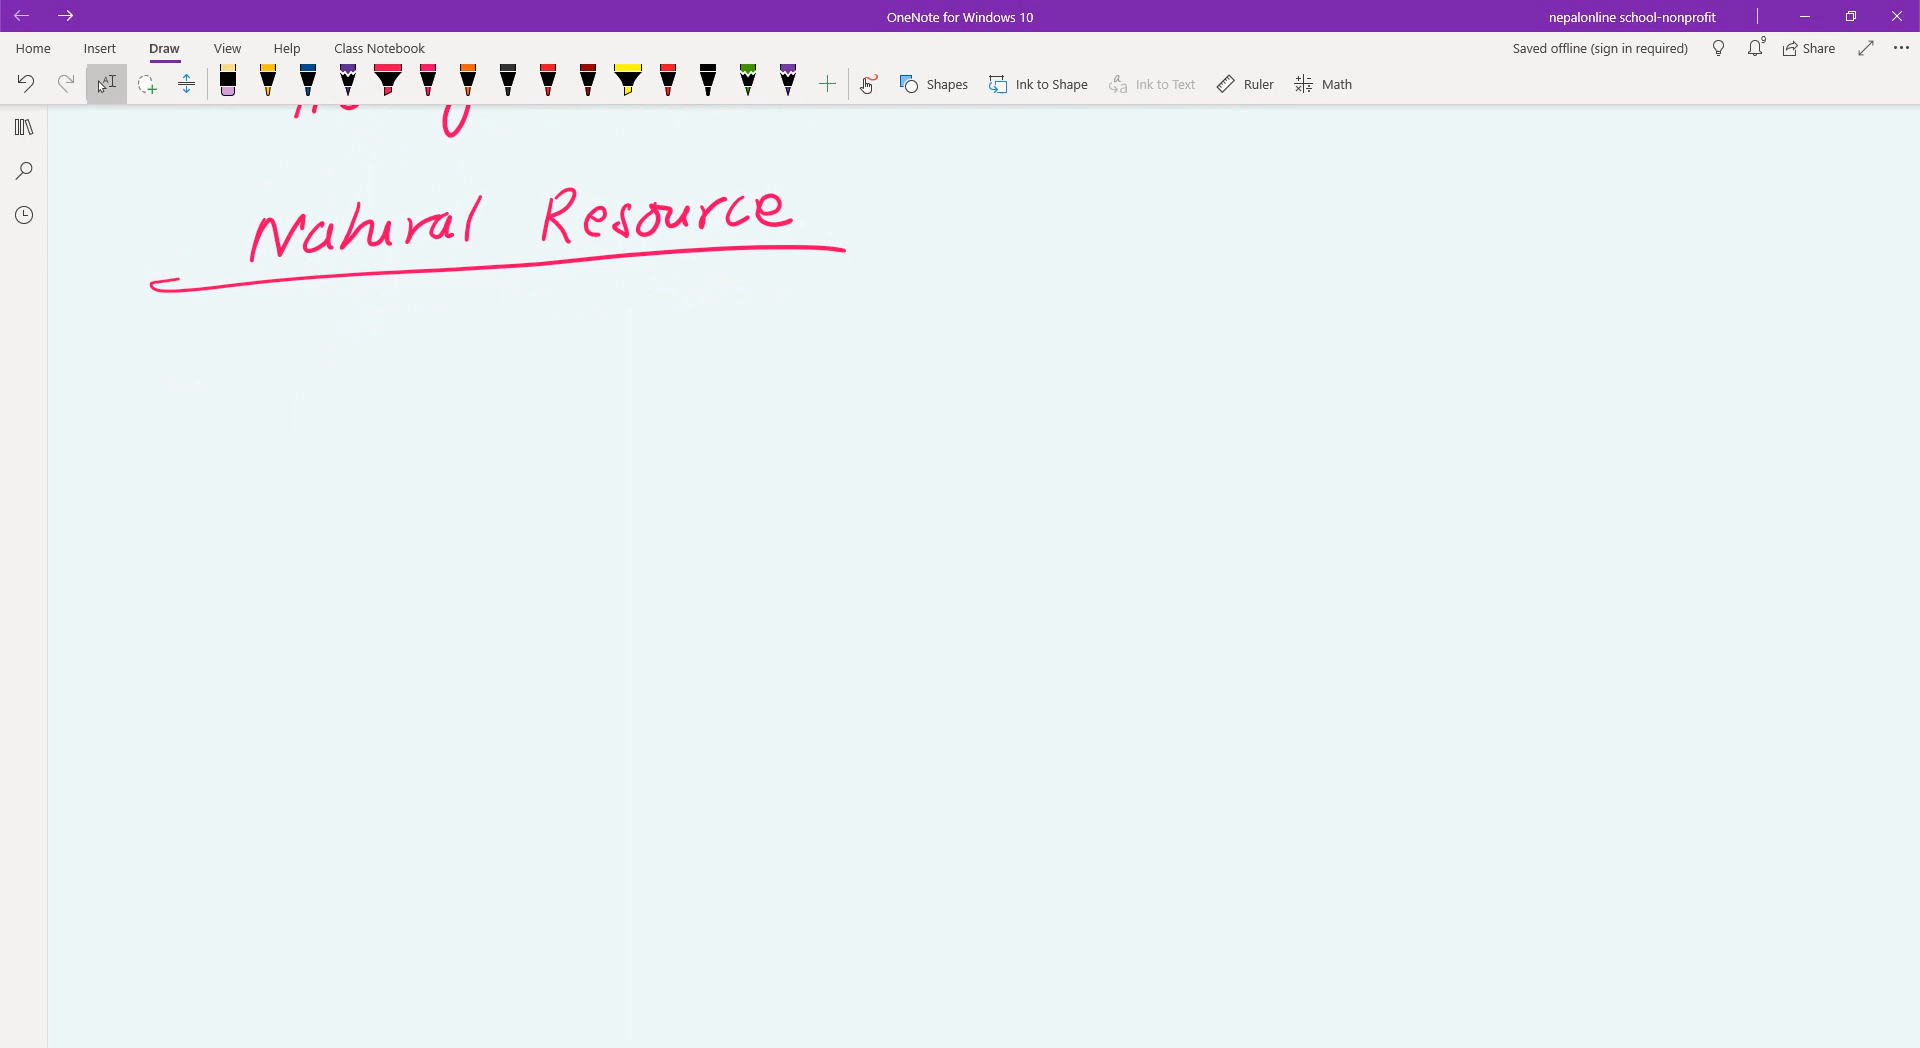 OneNote for Windows 10
nepalonline school-nonprofit
Home Insert Draw View Help Class Notebook
Saved offline (sign in required)
9
Share
Shapes Ink to Shape Ink to Text Ruler Math
Natural Resource